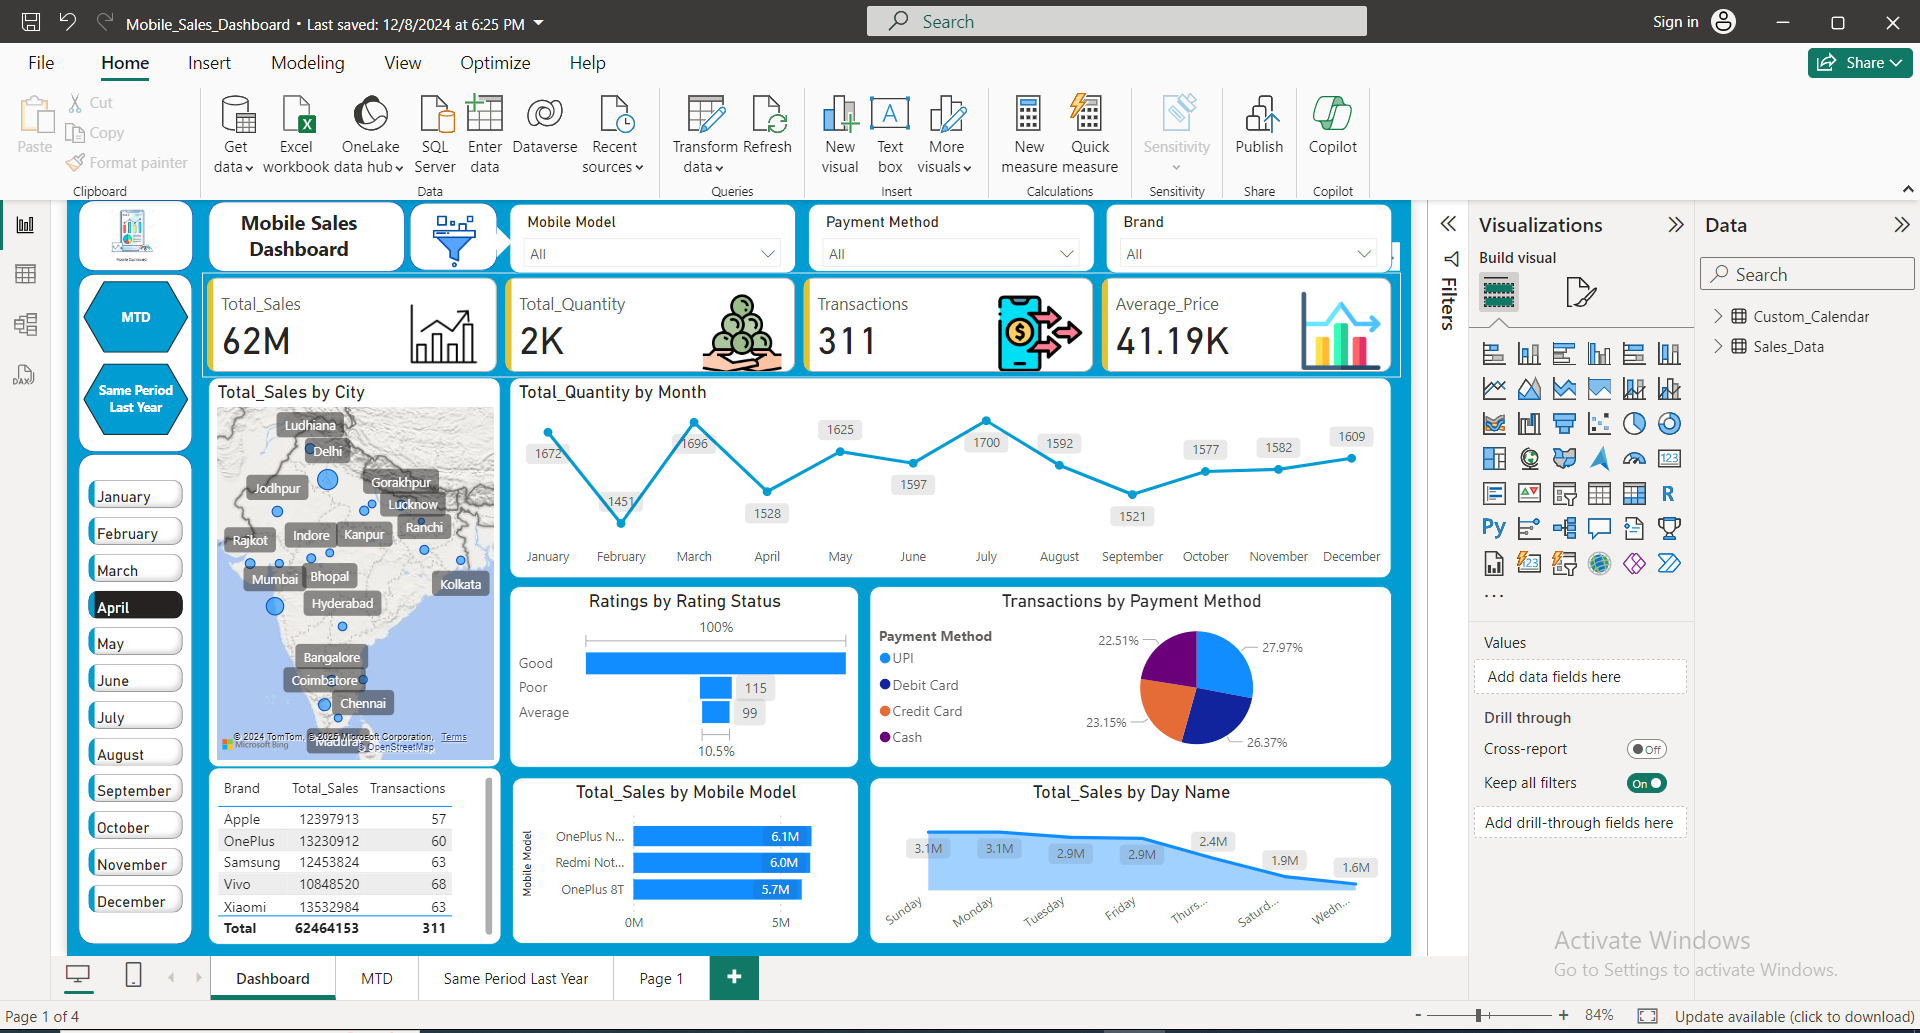 Mobile_Sales_Dashboard • Last saved: 12/8/2024 at 6:25 PM
Search
Sign in
File
Home
Insert
Modeling
View
Optimize
Help
Share
Paste
Cut
Copy
Format painter
Clipboard
Get data
Excel workbook
OneLake data hub
SQL Server
Enter data
Dataverse
Recent sources
Data
Transform data
Refresh
Queries
New visual
Text box
More visuals
Insert
New measure
Quick measure
Calculations
Sensitivity
Sensitivity
Publish
Share
Copilot
Copilot
Mobile Sales
Dashboard
Mobile Model
All
Payment Method
All
Brand
All
MTD
Same Period
Last Year
Total_Sales
62M
Total_Quantity
2K
Transactions
311
Average_Price
41.19K
January
February
March
April
May
June
July
August
September
October
November
December
Total_Sales by City
Ludhiana
Delhi
Jodhpur
Gorakhpur
Lucknow
Ranchi
Rajkot
Indore
Kanpur
Mumbai
Bhopal
Kolkata
Hyderabad
Bangalore
Coimbatore
Chennai
© 2024 TomTom, © 2025 Microsoft Corporation, Terms
Microsoft Bing
© OpenStreetMap
Total_Quantity by Month
1672
1451
1696
1528
1625
1597
1700
1592
1521
1577
1582
1609
January
February
March
April
May
June
July
August
September
October
November
December
Ratings by Rating Status
100%
Good
Poor
115
Average
99
10.5%
Transactions by Payment Method
Payment Method
UPI
Debit Card
Credit Card
Cash
22.51%
27.97%
23.15%
26.37%
Brand Total_Sales Transactions
Apple 12397913 57
OnePlus 13230912 60
Samsung 12453824 63
Vivo 10848520 68
Xiaomi 13532984 63
Total 62464153 311
Total_Sales by Mobile Model
Mobile Model
OnePlus N... 6.1M
Redmi Not... 6.0M
OnePlus 8T 5.7M
0M 5M
Total_Sales by Day Name
3.1M
3.1M
2.9M
2.9M
2.4M
1.9M
1.6M
Sunday
Monday
Tuesday
Friday
Thurs...
Saturd...
Wedn...
Filters
Visualizations
Build visual
123
R
Py
123
...
Values
Add data fields here
Drill through
Cross-report
Off
Keep all filters
On
Add drill-through fields here
Data
Search
Custom_Calendar
Sales_Data
Activate Windows
Go to Settings to activate Windows.
Dashboard
MTD
Same Period Last Year
Page 1
+
Page 1 of 4
- + 84%
Update available (click to download)